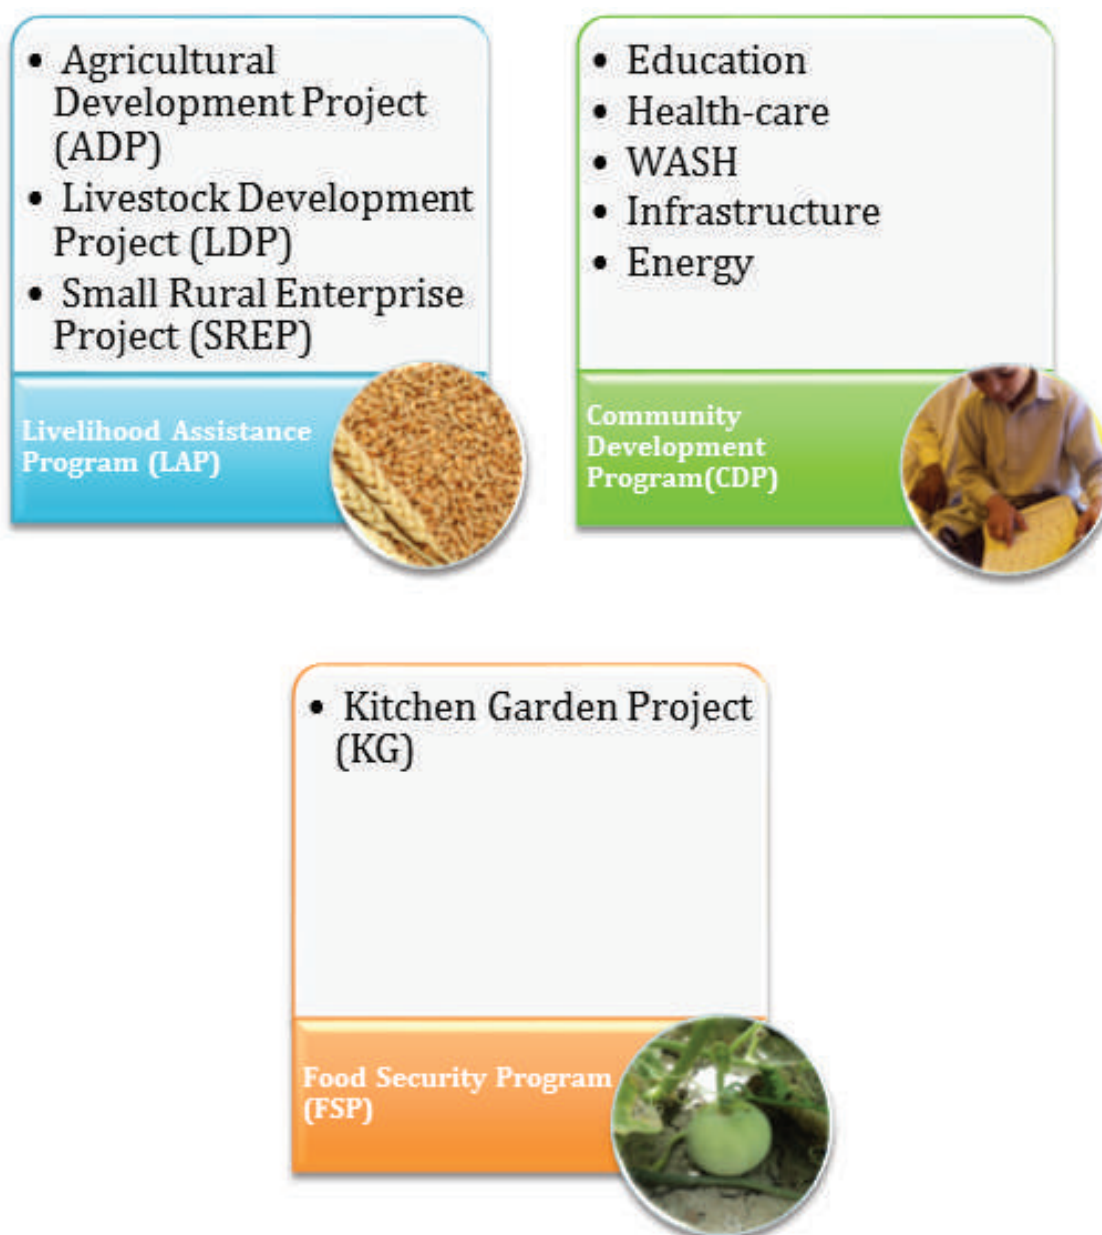 • Agricultural
Development Project
(ADP)
• Livestock Development
Project (LDP)
• Small Rural Enterprise
Project (SREP)
Livelihood Assistance
Program (LAP)
• Education
• Health-care
• WASH
• Infrastructure
• Energy
Community
Development
Program(CDP)
• Kitchen Garden Project
(KG)
Food Security Program
(FSP)